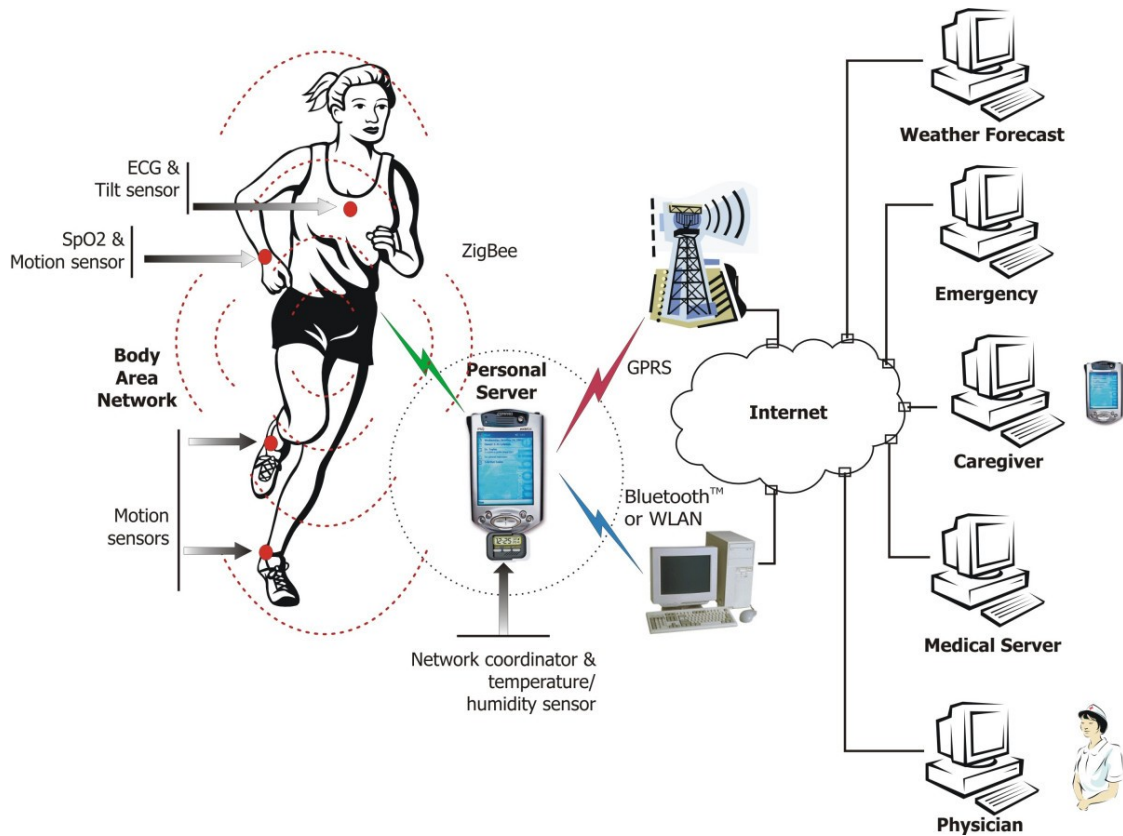 ECG &
Tilt sensor
SpO2 &
Motion sensor
Body
Area
Network
Motion
sensors
ZigBee
Personal
Server
Network coordinator &
temperature/
humidity sensor
GPRS
Bluetooth™
or WLAN
Internet
Weather Forecast
Emergency
Caregiver
Medical Server
Physician